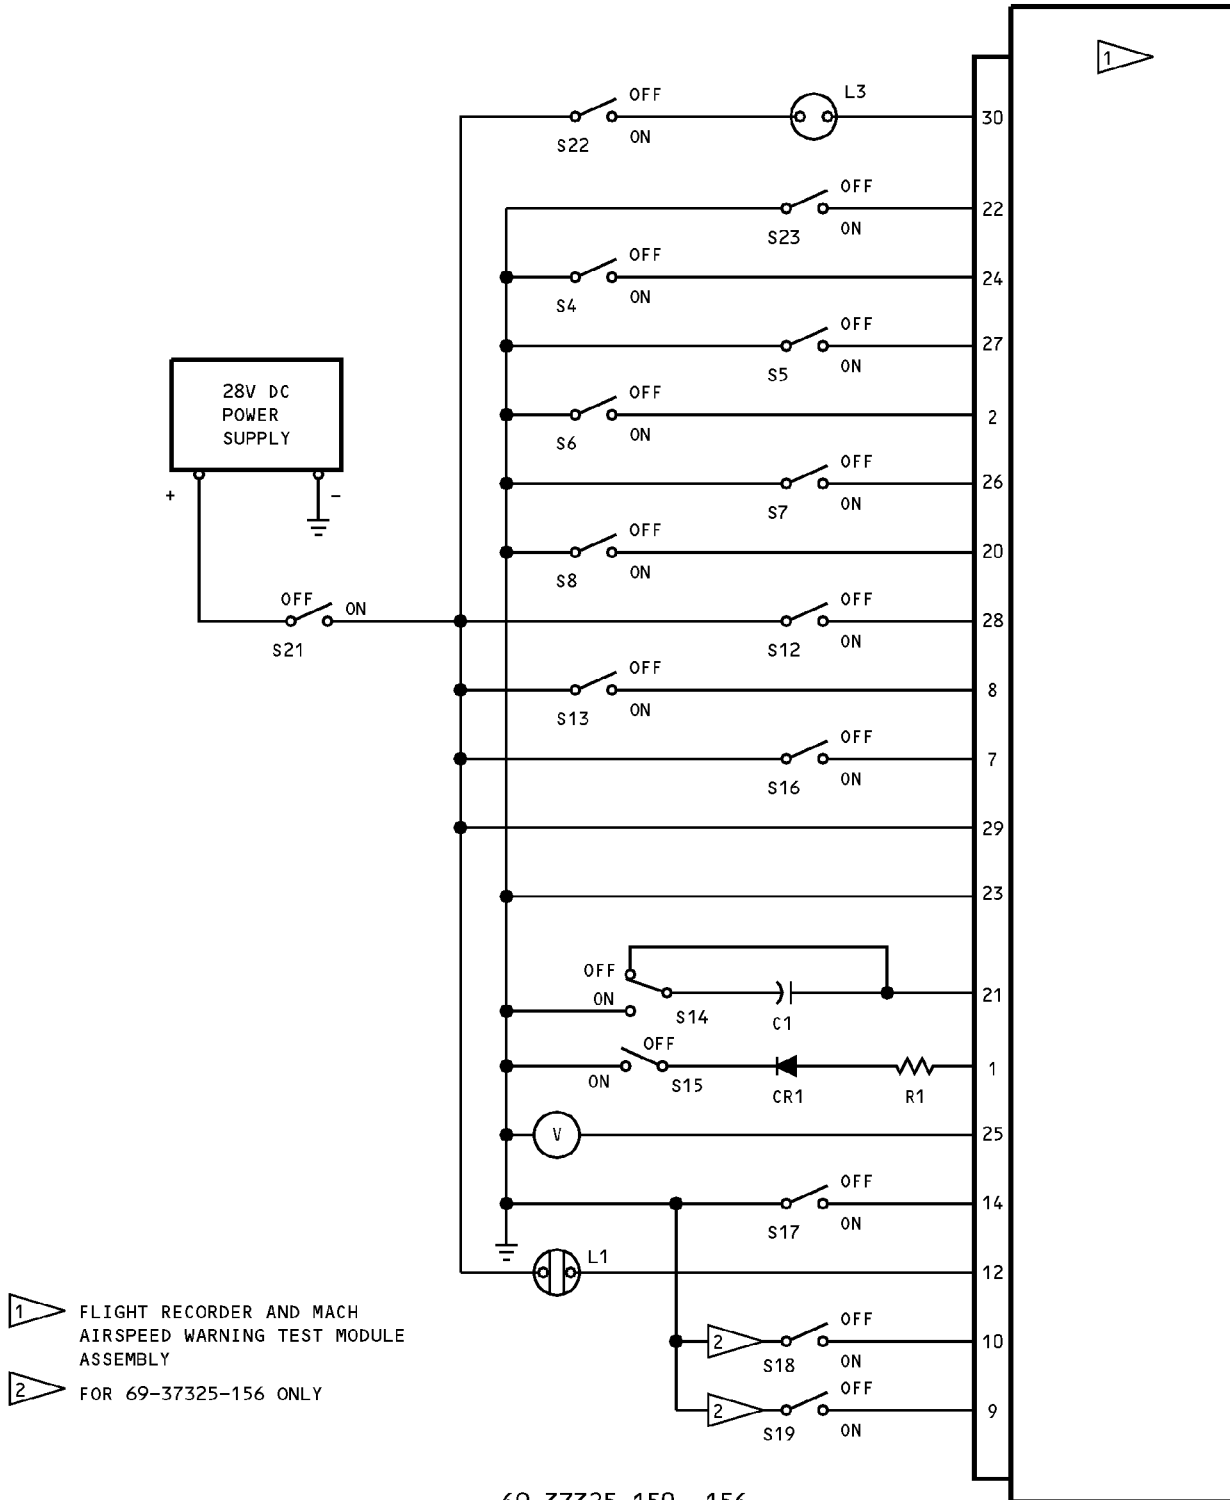 1
OFF
L3
30
ON
S22
OFF
22
ON
S23
OFF
24
ON
S4
OFF
27
ON
S5
28V DC
POWER
SUPPLY
OFF
2
ON
S6
+
-
OFF
26
ON
S7
OFF
20
ON
S8
OFF
ON
S21
OFF
28
ON
S12
OFF
8
ON
S13
OFF
7
ON
S16
29
23
OFF
ON
S14
C1
21
OFF
ON
S15
CR1
R1
1
V
25
OFF
14
ON
S17
L1
12
1 FLIGHT RECORDER AND MACH
AIRSPEED WARNING TEST MODULE
ASSEMBLY
2 FOR 69-37325-156 ONLY
2
OFF
10
ON
S18
2
OFF
9
ON
S19